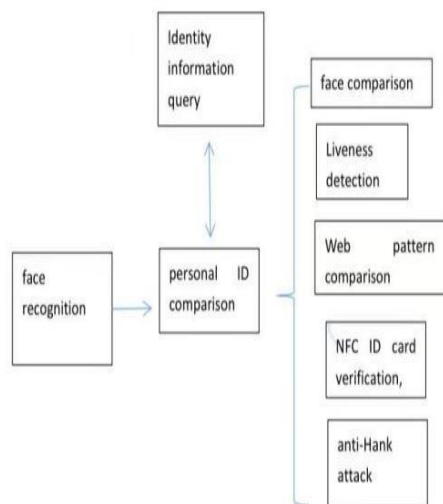 Identity
information
query
face comparison
Liveness
detection
Web pattern
comparison
face
recognition
personal ID
comparison
NFC ID card
verification,
anti-Hank
attack